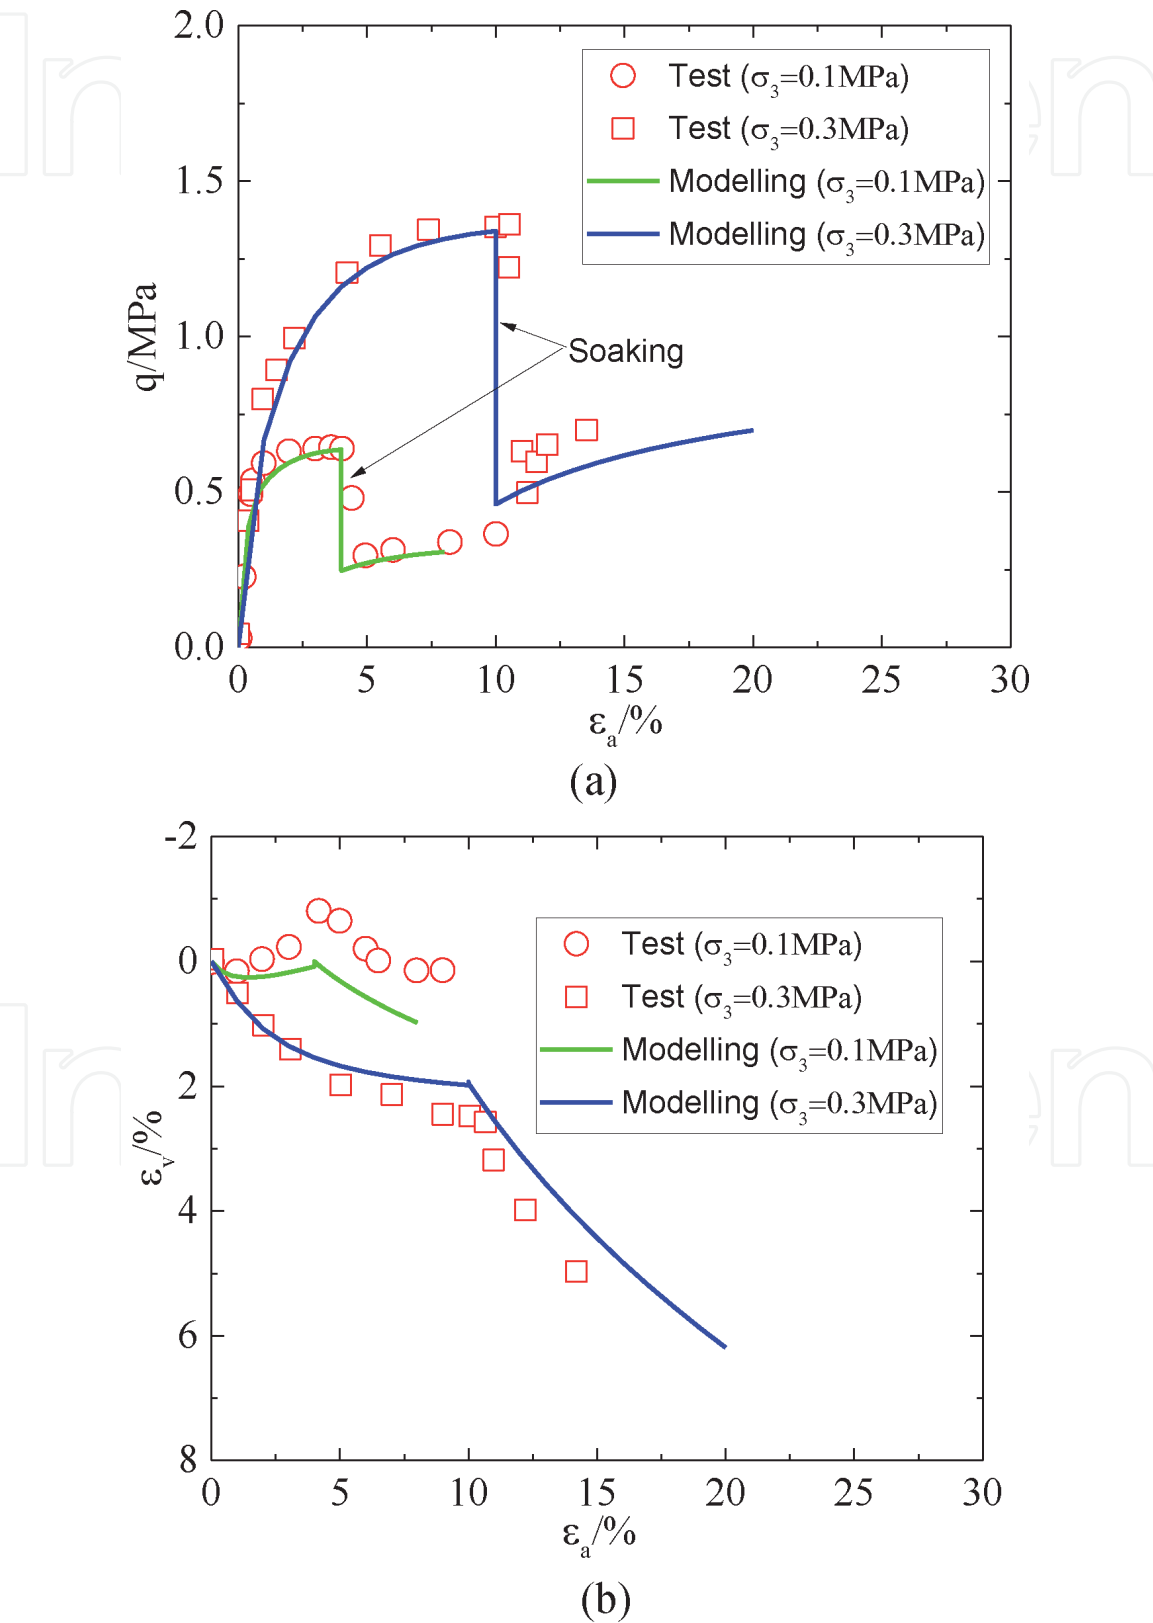 2.0
1.5
1.0
0.5
0.0
q/MPa
Test (σ3=0.1MPa)
Test (σ3=0.3MPa)
Modelling (σ3=0.1MPa)
Modelling (σ3=0.3MPa)
Soaking
0 5 10 15 20 25 30
εa/%
(a)
-2
0
2
4
6
8
εv/%
Test (σ3=0.1MPa)
Test (σ3=0.3MPa)
Modelling (σ3=0.1MPa)
Modelling (σ3=0.3MPa)
0 5 10 15 20 25 30
εa/%
(b)